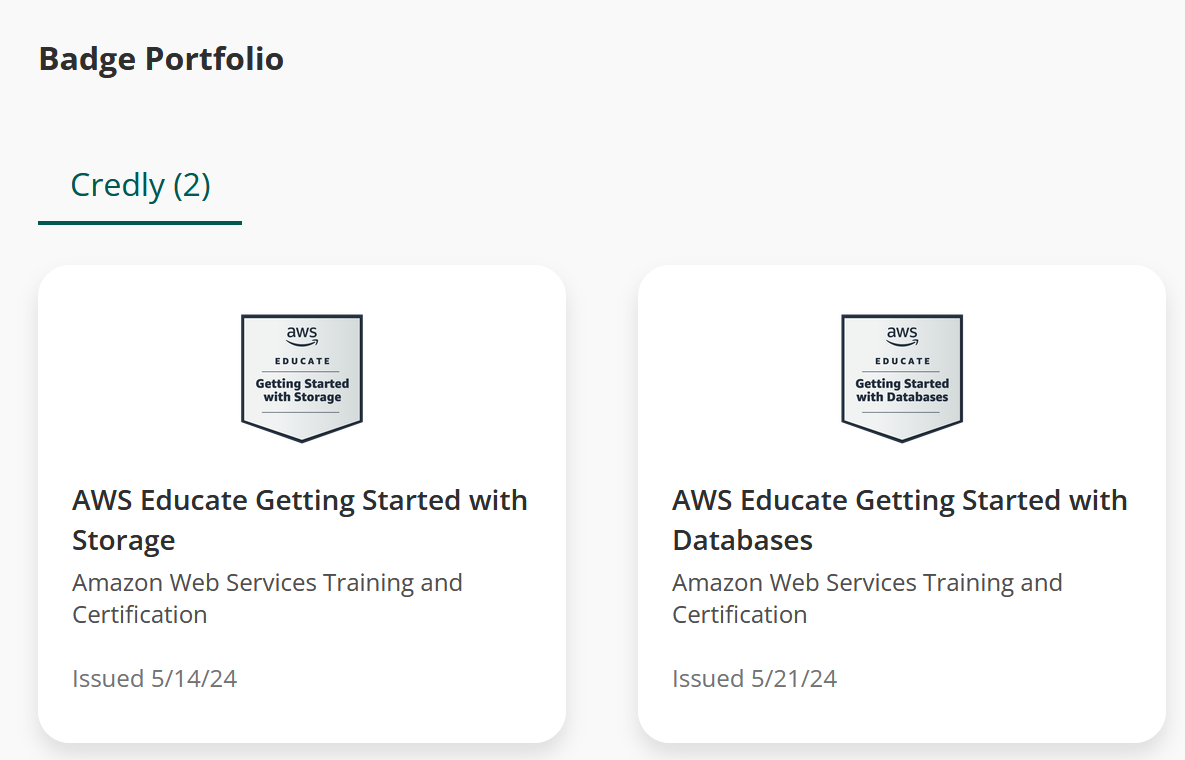 Badge Portfolio
Credly (2)
aws
EDUCATE
Getting Started
with Storage
AWS Educate Getting Started with
Storage
Amazon Web Services Training and
Certification
Issued 5/14/24
aws
EDUCATE
Getting Started
with Databases
AWS Educate Getting Started with
Databases
Amazon Web Services Training and
Certification
Issued 5/21/24